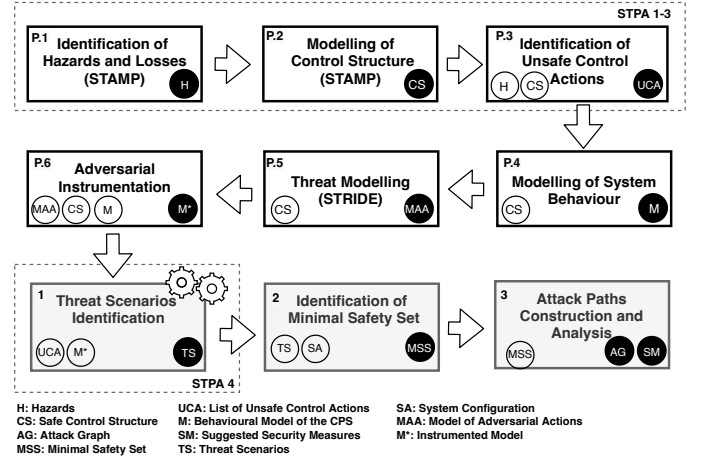 STPA 1-3
P.1 Identification of
Hazards and Losses
(STAMP)
H
P.2 Modelling of
Control Structure
(STAMP)
CS
P.3 Identification of
Unsafe Control
Actions
H CS UCA
P.6 Adversarial
Instrumentation
MAA CS M M*
P.5 Threat Modelling
(STRIDE)
CS MAA
P.4 Modelling of System
Behaviour
CS M
1 Threat Scenarios
Identification
UCA M* TS
STPA 4
2 Identification of
Minimal Safety Set
TS SA MSS
3 Attack Paths
Construction and
Analysis
MSS AG SM
H: Hazards
CS: Safe Control Structure
AG: Attack Graph
MSS: Minimal Safety Set
UCA: List of Unsafe Control Actions
M: Behavioural Model of the CPS
SM: Suggested Security Measures
TS: Threat Scenarios
SA: System Configuration
MAA: Model of Adversarial Actions
M*: Instrumented Model